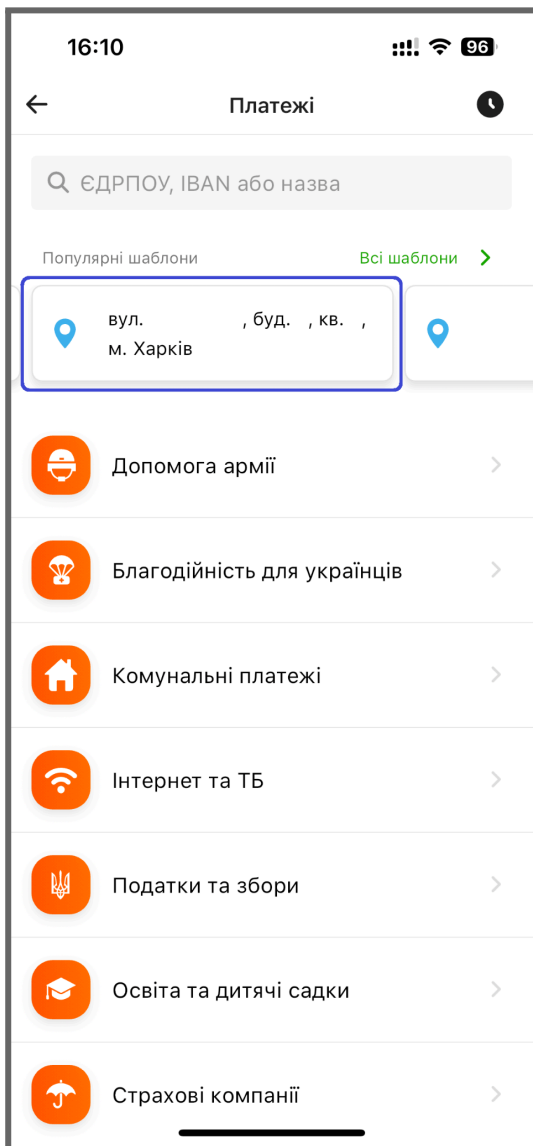 16:10
96
Платежі
ЄДРПОУ, IBAN або назва
Популярні шаблони
Всі шаблони
вул. , буд. , кв. ,
м. Харків
Допомога армії
Благодійність для українців
Комунальні платежі
Інтернет та ТБ
Податки та збори
Освіта та дитячі садки
Страхові компанії